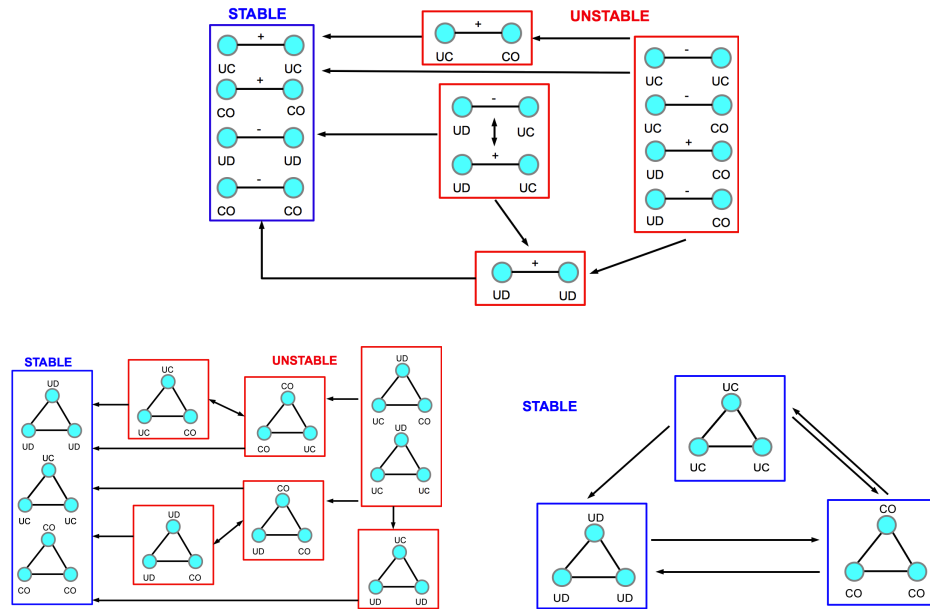 STABLE
UNSTABLE
+
UC UC
+
CO CO
-
UD UD
-
CO CO
+
UC CO
-
UD UC
+
UD UC
-
UC UC
-
UC CO
+
UD CO
-
UD CO
+
UD UD
STABLE
UNSTABLE
UD
UD UD
UC
UC UC
CO
CO CO
UC
UC CO
CO
CO UC
UD
UC CO
UD
UC UC
CO
UD CO
UD
UD CO
UC
UD UD
STABLE
UC
UC UC
UD
UD UD
CO
CO CO